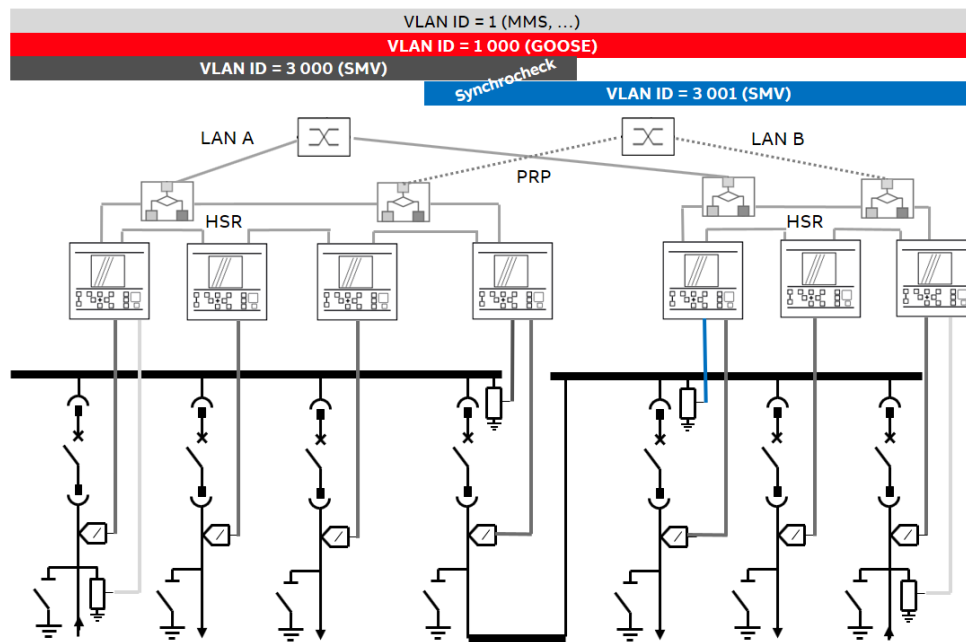 VLAN ID = 1 (MMS, ...)
VLAN ID = 1 000 (GOOSE)
VLAN ID = 3 000 (SMV)
Synchrocheck
VLAN ID = 3 001 (SMV)
LAN A
LAN B
PRP
HSR
HSR